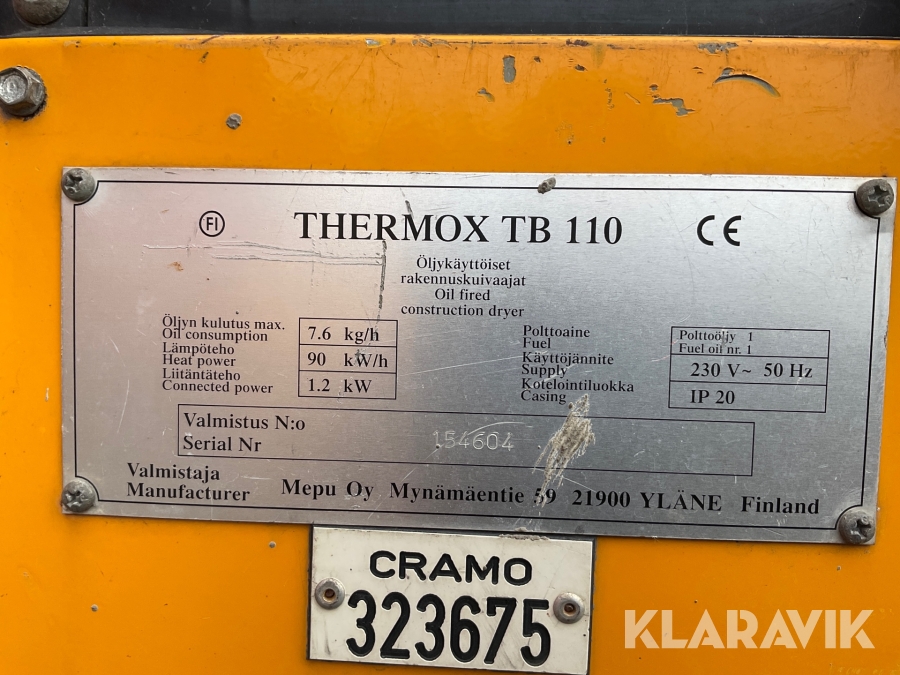 FI THERMOX TB 110 CE
Öljykäyttöiset
rakennuskuivaajat
Oil fired
construction dryer
Öljyn kulutus max. 7.6 kg/h
Oil consumption
Lämpöteho 90 kW/h
Heat power
Liitäntäteho 1.2 kW
Connected power
Polttoaine Polttoöljy 1
Fuel Fuel oil nr. 1
Käyttöjännite 230 V~ 50 Hz
Supply
Kotelointiluokka IP 20
Casing
Valmistus N:o
Serial Nr 154604
Valmistaja
Manufacturer Mepu Oy Mynämäentie 59 21900 YLÄNE Finland
CRAMO
323675
KLARAVIK